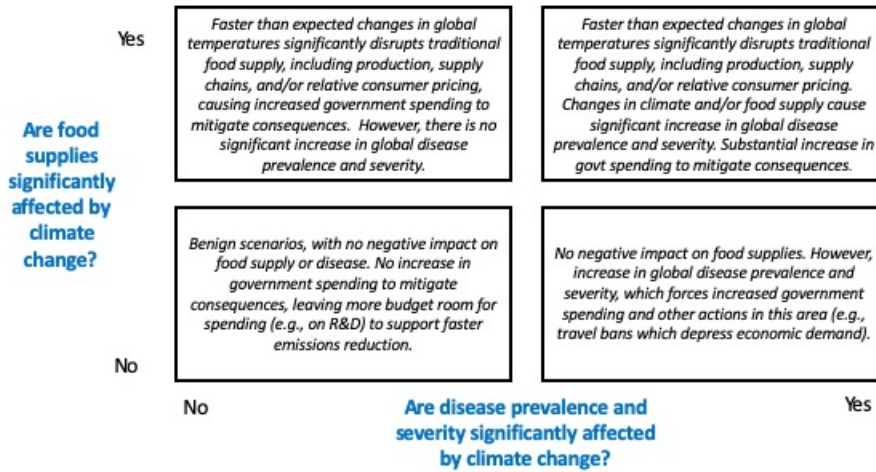 Yes
Faster than expected changes in global
temperatures significantly disrupts traditional
food supply, including production, supply
chains, and/or relative consumer pricing,
causing increased government spending to
mitigate consequences.  However, there is no
significant increase in global disease
prevalence and severity.
Faster than expected changes in global
temperatures significantly disrupts traditional
food supply, including production, supply
chains, and/or relative consumer pricing.
Changes in climate and/or food supply cause
significant increase in global disease
prevalence and severity. Substantial increase in
govt spending to mitigate consequences.
Are food
supplies
significantly
affected by
climate
change?
Benign scenarios, with no negative impact on
food supply or disease. No increase in
government spending to mitigate
consequences, leaving more budget room for
spending (e.g., on R&D) to support faster
emissions reduction.
No negative impact on food supplies. However,
increase in global disease prevalence and
severity, which forces increased government
spending and other actions in this area (e.g.,
travel bans which depress economic demand).
No
No
Are disease prevalence and
severity significantly affected
by climate change?
Yes